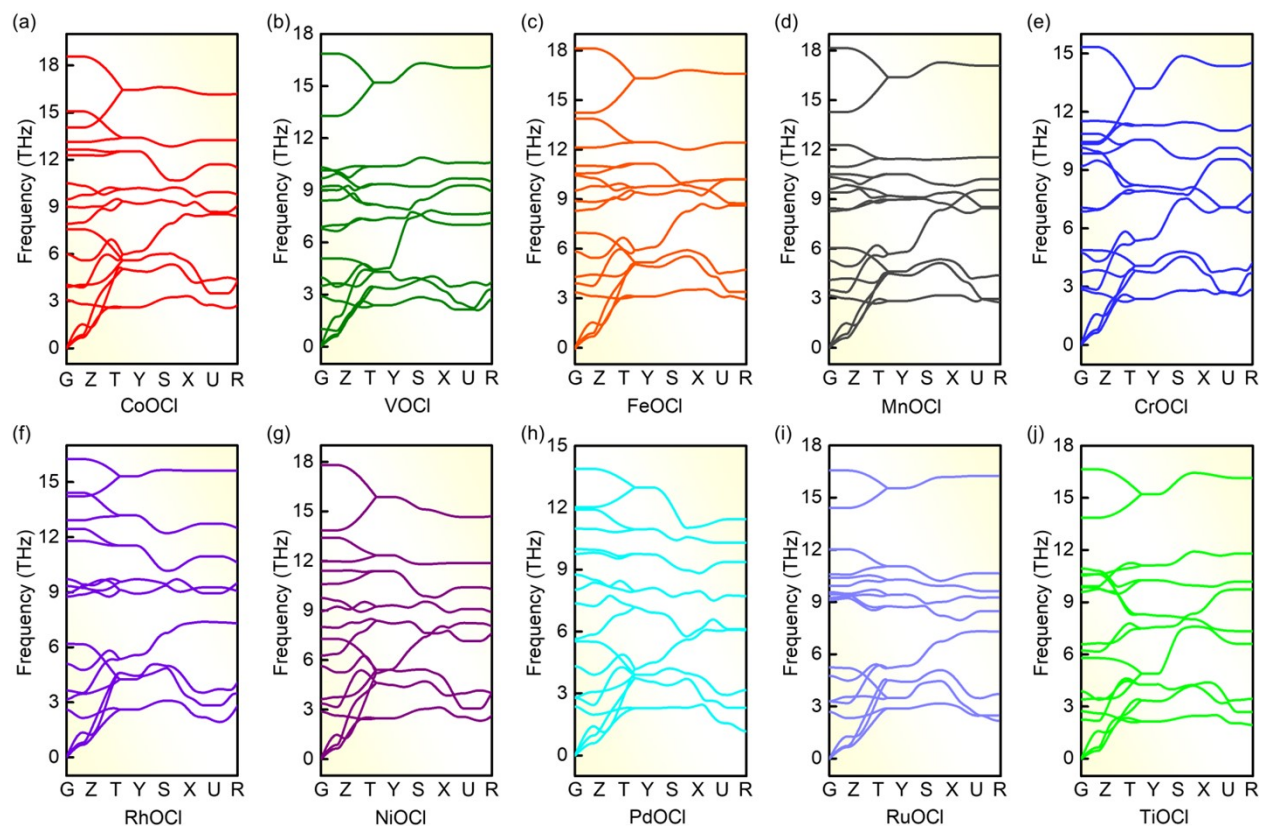 (a) (b) (c) (d) (e)
Frequency (THz) Frequency (THz) Frequency (THz) Frequency (THz) Frequency (THz)
18 15 12 9 6 3 0
18 15 12 9 6 3 0
18 15 12 9 6 3 0
18 15 12 9 6 3 0
15 12 9 6 3 0
G Z T Y S X U R G Z T Y S X U R G Z T Y S X U R G Z T Y S X U R G Z T Y S X U R
CoOCl VOCl FeOCl MnOCl CrOCl
(f) (g) (h) (i) (j)
Frequency (THz) Frequency (THz) Frequency (THz) Frequency (THz) Frequency (THz)
15 12 9 6 3 0
18 15 12 9 6 3 0
15 12 9 6 3 0
18 15 12 9 6 3 0
18 15 12 9 6 3 0
G Z T Y S X U R G Z T Y S X U R G Z T Y S X U R G Z T Y S X U R G Z T Y S X U R
RhOCl NiOCl PdOCl RuOCl TiOCl